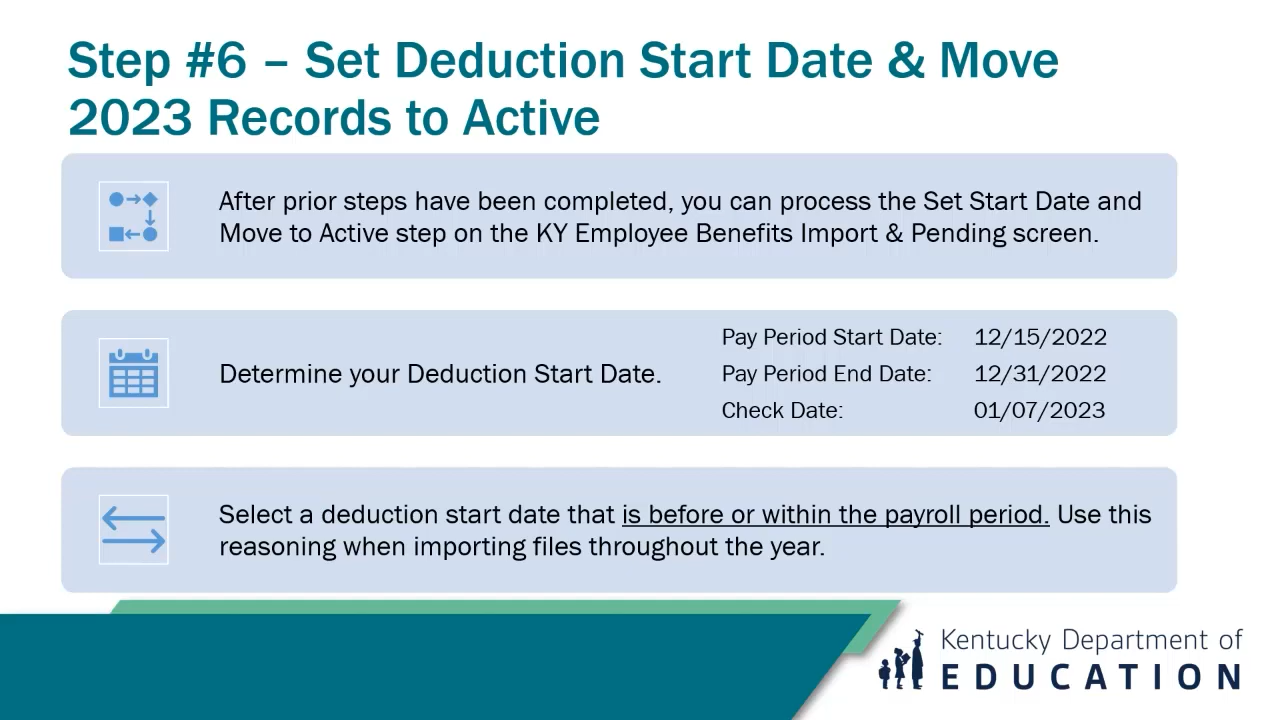 Step #6 – Set Deduction Start Date & Move
2023 Records to Active
After prior steps have been completed, you can process the Set Start Date and
Move to Active step on the KY Employee Benefits Import & Pending screen.
Determine your Deduction Start Date.
Pay Period Start Date: 12/15/2022
Pay Period End Date: 12/31/2022
Check Date: 01/07/2023
Select a deduction start date that is before or within the payroll period. Use this
reasoning when importing files throughout the year.
Kentucky Department of
EDUCATION